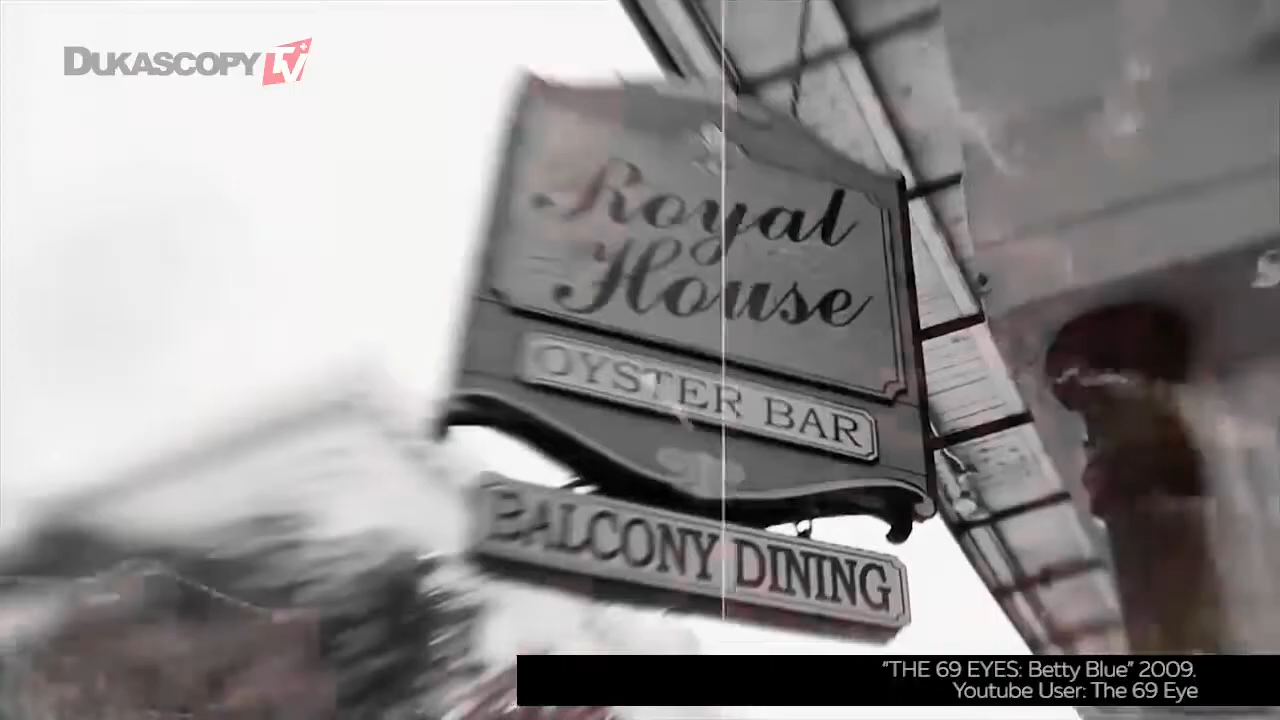 DUKASCOPY TV
Royal
House
OYSTER BAR
BALCONY DINING
"THE 69 EYES: Betty Blue" 2009.
Youtube User: The 69 Eye